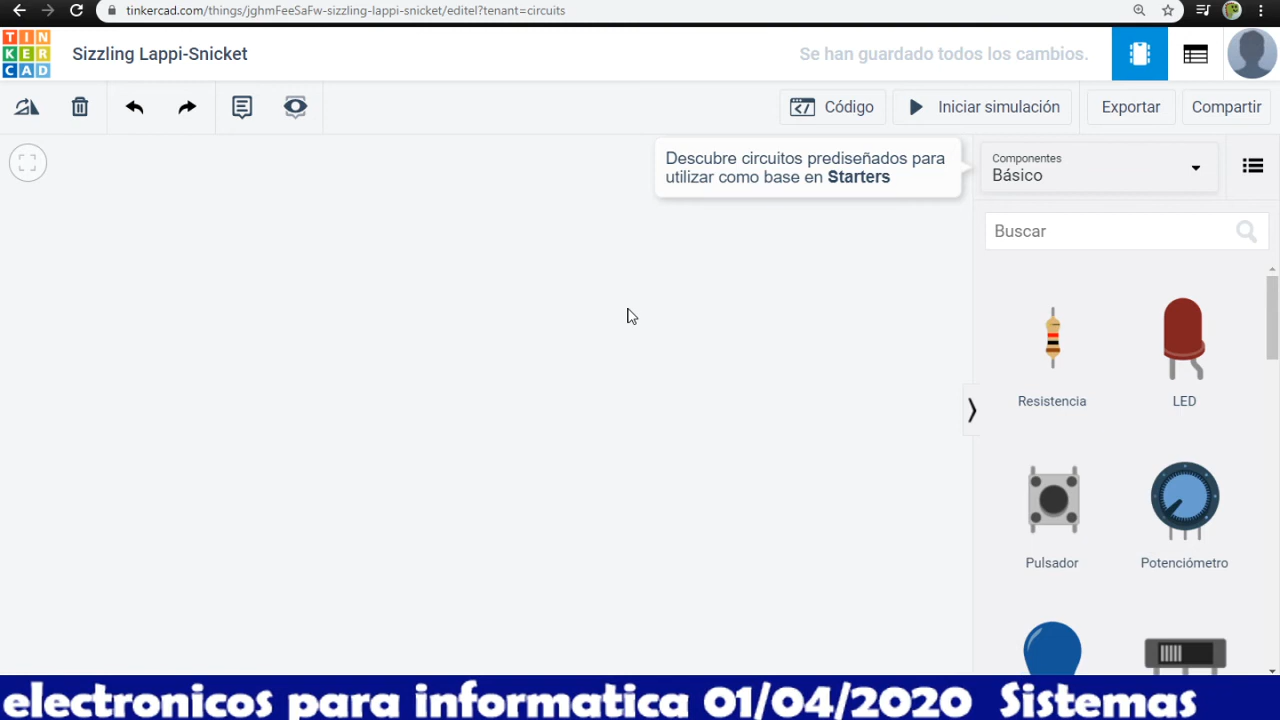 tinkercad.com/things/jghmFeeSaFw-sizzling-lappi-snicket/editel?tenant=circuits
TIN
KER
CAD
Sizzling Lappi-Snicket
Se han guardado todos los cambios.
Código
Iniciar simulación
Exportar
Compartir
Descubre circuitos prediseñados para
utilizar como base en Starters
Componentes
Básico
Buscar
Resistencia
LED
Pulsador
Potenciómetro
electronicos para informatica 01/04/2020 Sistemas